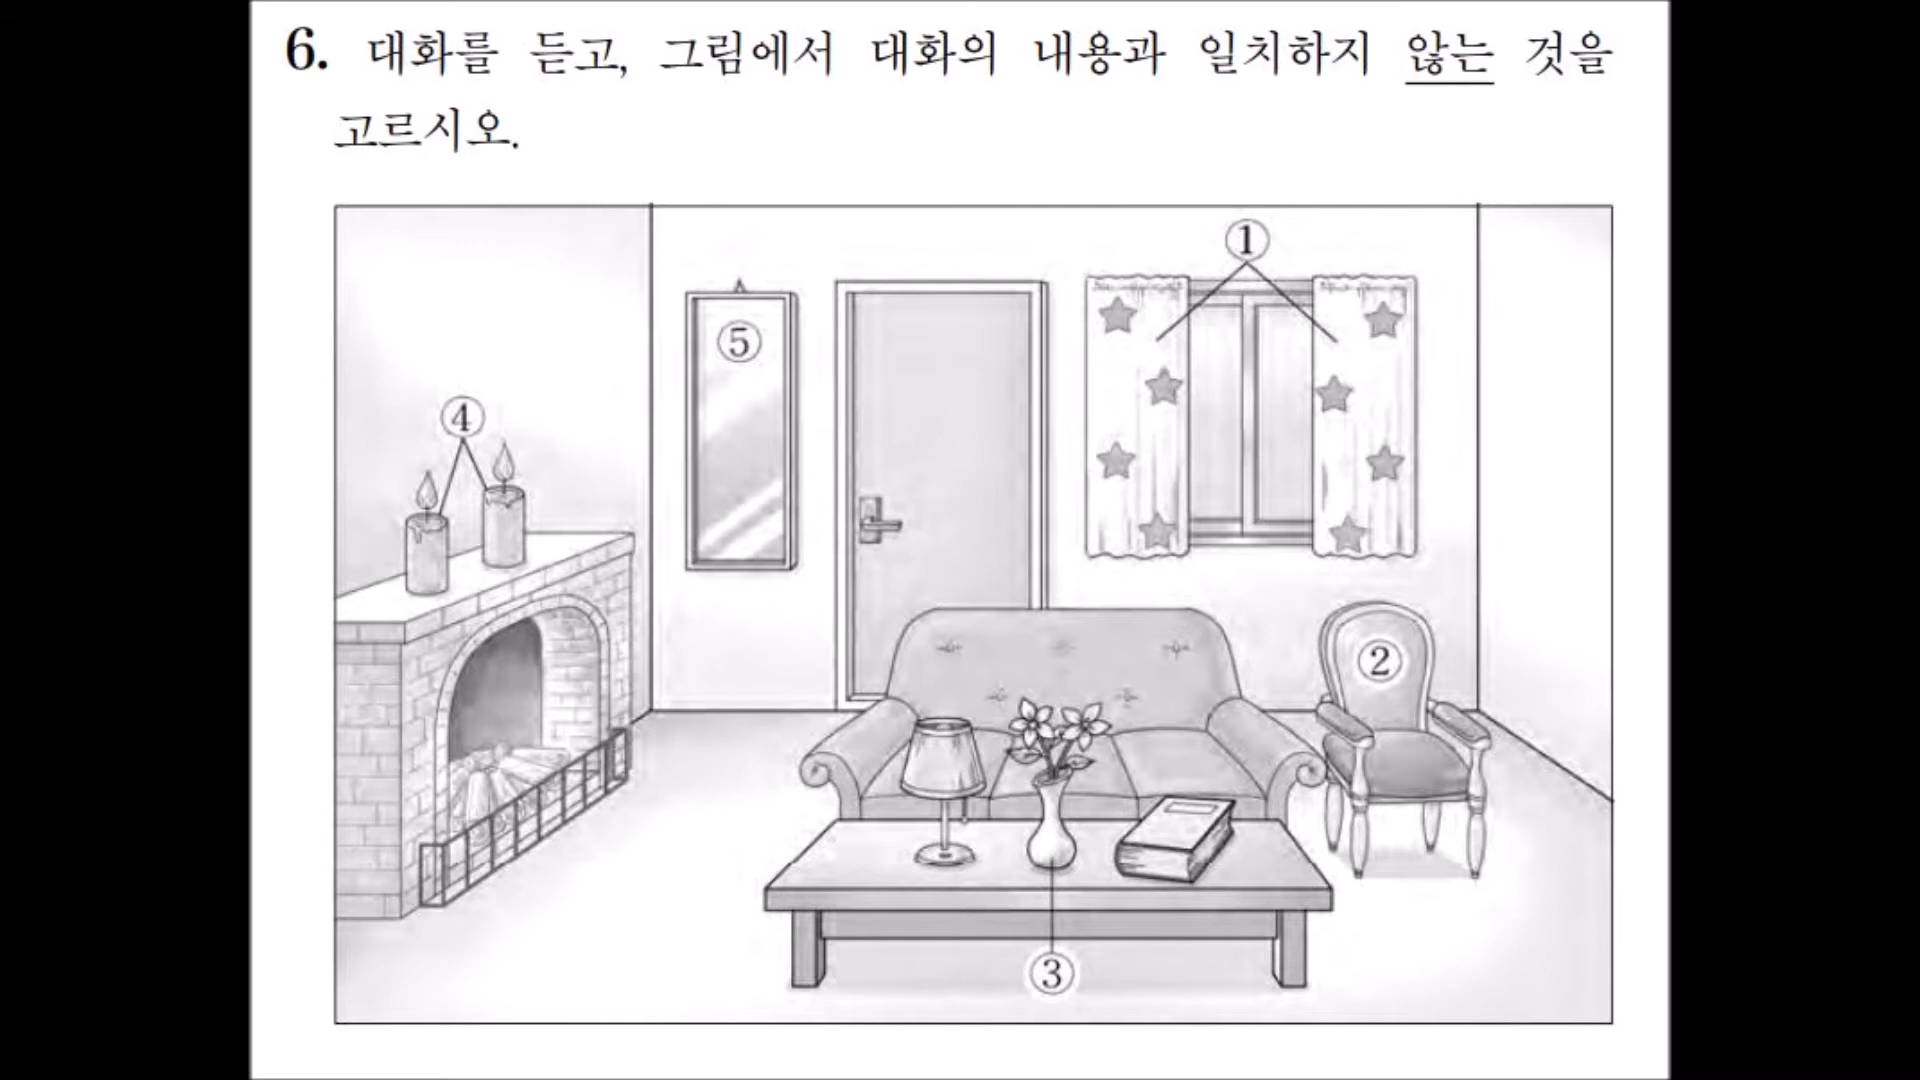 6. 대화를 듣고, 그림에서 대화의 내용과 일치하지 않는 것을
고르시오.
①
⑤
④
②
③